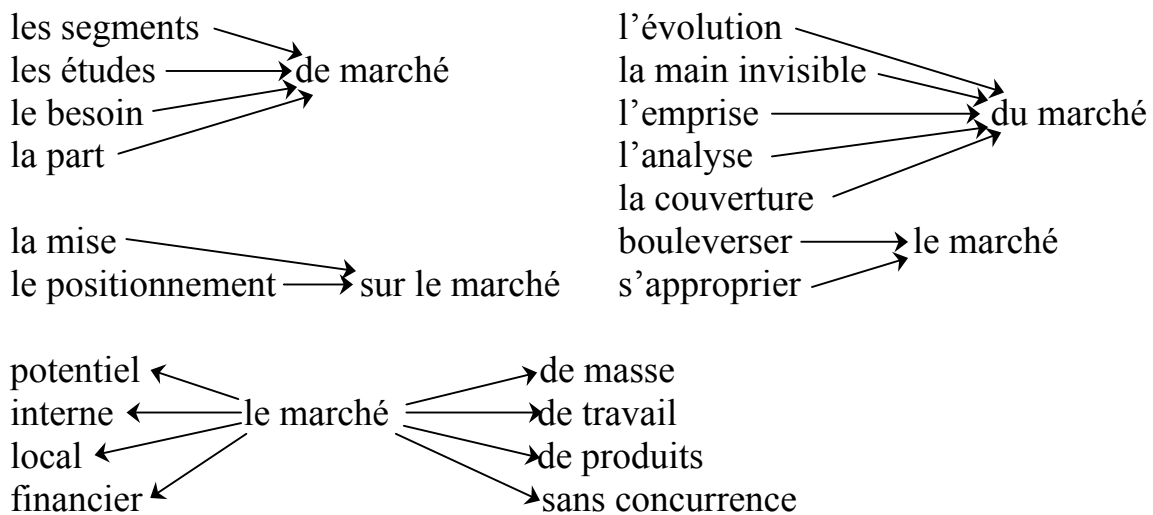 les segments
les études
le besoin
la part
de marché
l’évolution
la main invisible
l’emprise
l’analyse
la couverture
du marché
la mise
le positionnement
sur le marché
bouleverser
s’approprier
le marché
potentiel
interne
local
financier
le marché
de masse
de travail
de produits
sans concurrence